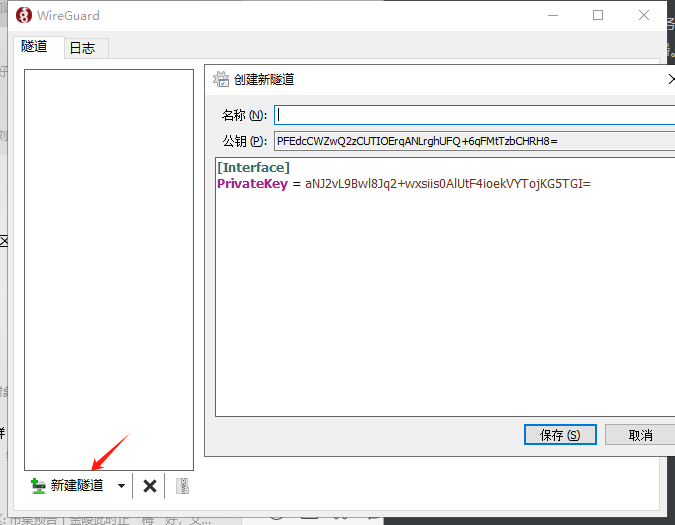 WireGuard
隧道
日志
创建新隧道
名称 (N):
公钥 (P):
PFEdcCWZwQ2zCUTIOErqANLrghUFQ+6qFMtTzbCHRH8=
[Interface]
PrivateKey = aNJ2vL9Bwl8Jq2+wxsiis0AlUtF4ioekVYTojKG5TGI=
保存 (S)
取消
新建隧道